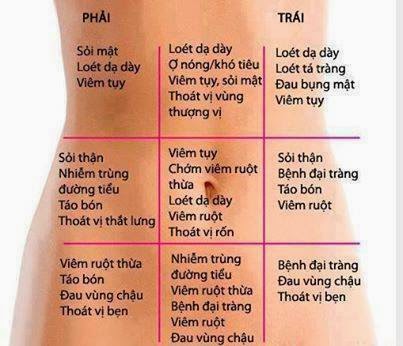 PHẢI
TRÁI
Sỏi mật
Loét dạ dày
Viêm tụy
Loét dạ dày
Ợ nóng/khó tiêu
Viêm tụy, sỏi mật
Thoát vị vùng
thượng vị
Loét dạ dày
Loét tá tràng
Đau bụng mật
Viêm tụy
Sỏi thận
Nhiễm trùng
đường tiểu
Táo bón
Thoát vị thắt lưng
Viêm tụy
Chớm viêm ruột
thừa
Loét dạ dày
Viêm ruột
Thoát vị rốn
Sỏi thận
Bệnh đại tràng
Táo bón
Viêm ruột
Viêm ruột thừa
Táo bón
Đau vùng chậu
Thoát vị bẹn
Nhiễm trùng
đường tiểu
Viêm ruột thừa
Bệnh đại tràng
Viêm ruột
Đau vùng chậu
Bệnh đại tràng
Đau vùng chậu
Thoát vị bẹn